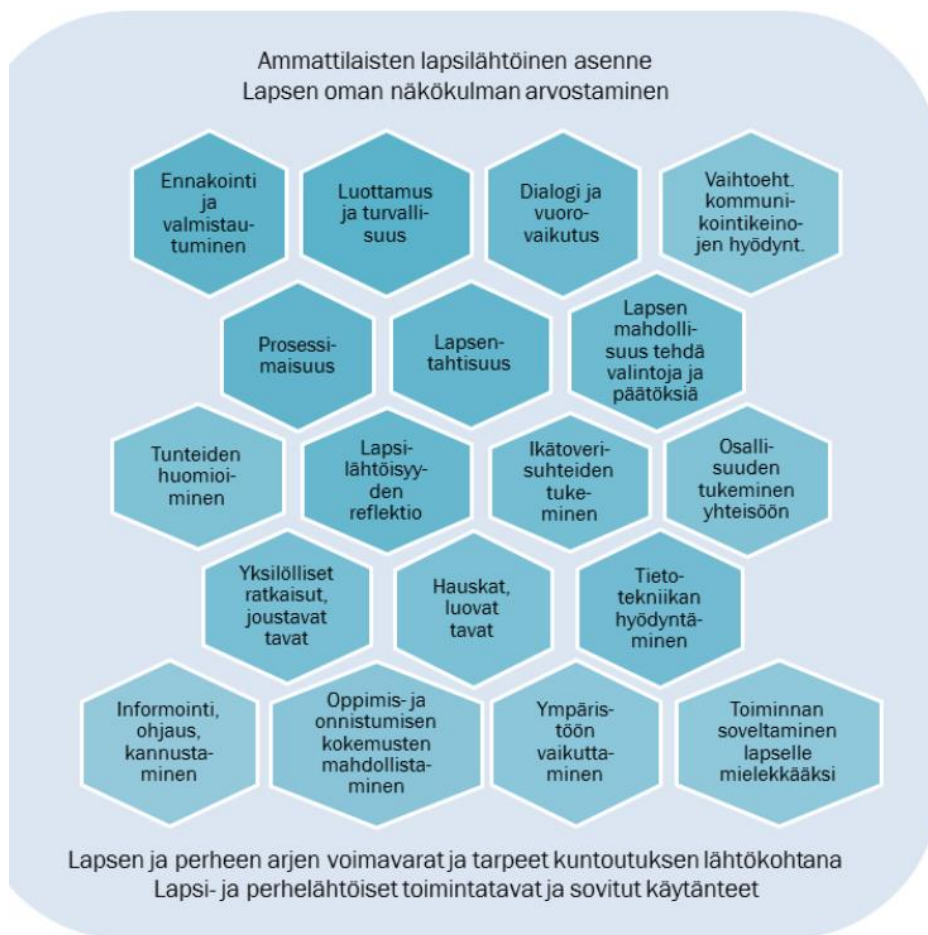 Ammattilaisten lapsilähtöinen asenne
Lapsen oman näkökulman arvostaminen
Ennakointi
ja
valmistau-
tuminen
Luottamus
ja turvalli-
suus
Dialogi ja
vuoro-
vaikutus
Vaihtoeht.
kommuni-
kointikeino-
jen hyödynt.
Prosessi-
maisuus
Lapsen-
tahtisuus
Lapsen
mahdolli-
suus tehdä
valintoja ja
päätöksiä
Tunteiden
huomioi-
minen
Lapsi-
lähtöisyy-
den
reflektio
Ikätoveri-
suhteiden
tuke-
minen
Osalli-
suuden
tukeminen
yhteisöön
Yksilölliset
ratkaisut,
joustavat
tavat
Hauskat,
luovat
tavat
Tieto-
tekniikan
hyödyntä-
minen
Informointi,
ohjaus,
kannusta-
minen
Oppimis- ja
onnistumisen
kokemusten
mahdollista-
minen
Ympäris-
töön
vaikutta-
minen
Toiminnan
soveltaminen
lapselle
mielekkääksi
Lapsen ja perheen arjen voimavarat ja tarpeet kuntoutuksen lähtökohtana
Lapsi- ja perhelähtöiset toimintatavat ja sovitut käytänteet